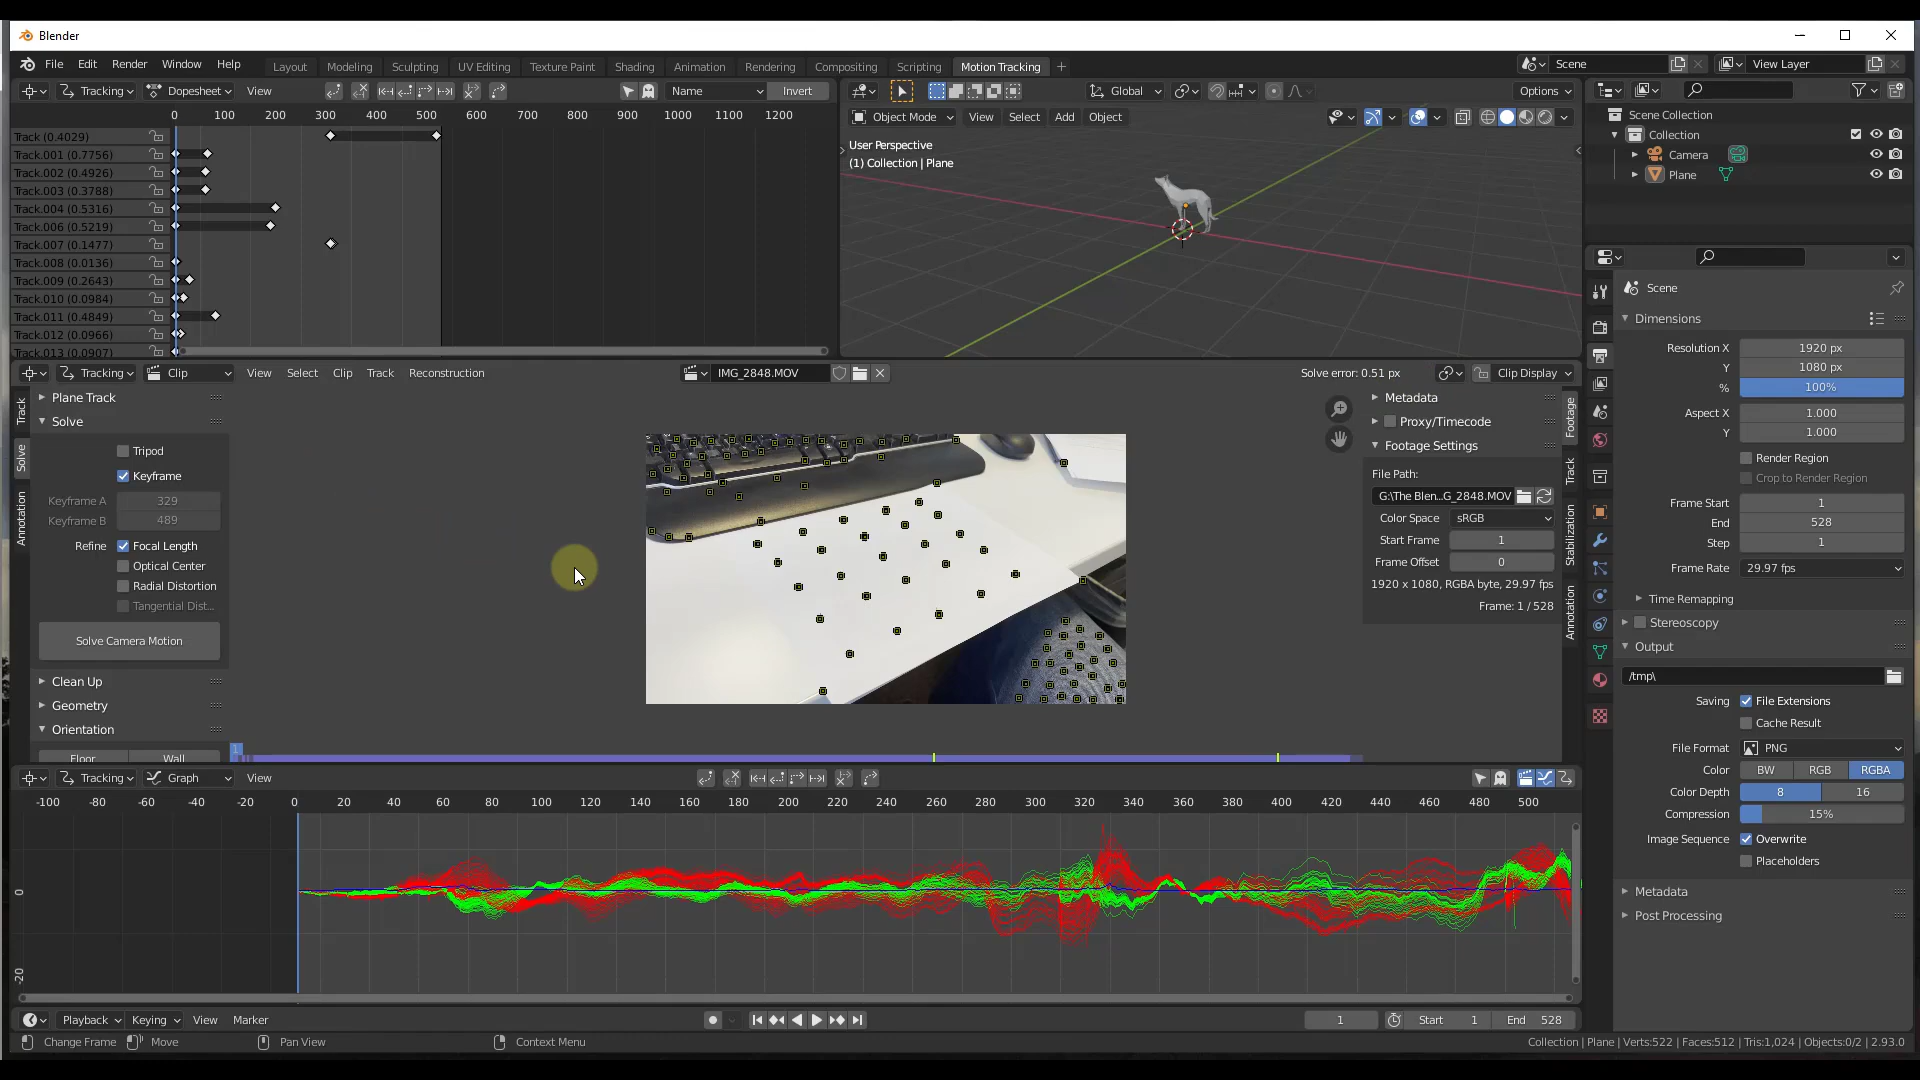 Blender
File Edit Render Window Help Layout Modeling Sculpting UV Editing Texture Paint Shading Animation Rendering Compositing Scripting Motion Tracking + Scene View Layer
Tracking Dopesheet View Name Invert
0 100 200 300 400 500 600 700 800 900 1000 1100 1200
Track (0.4029)
Track.001 (0.7756)
Track.002 (0.4926)
Track.003 (0.3788)
Track.004 (0.5316)
Track.006 (0.5219)
Track.007 (0.1477)
Track.008 (0.0136)
Track.009 (0.2643)
Track.010 (0.0984)
Track.011 (0.4849)
Track.012 (0.0966)
Track.013 (0.0907)
Global Options
Object Mode View Select Add Object
User Perspective
(1) Collection | Plane
Scene Collection
Collection
Camera
Plane
Tracking Clip View Select Clip Track Reconstruction IMG_2848.MOV Solve error: 0.51 px Clip Display
Track
Solve
Annotation
Plane Track
Solve
Tripod
Keyframe
Keyframe A 329
Keyframe B 489
Refine Focal Length
Optical Center
Radial Distortion
Tangential Dist...
Solve Camera Motion
Clean Up
Geometry
Orientation
Floor Wall
1
Metadata
Proxy/Timecode
Footage Settings
File Path:
G:\The Blen...G_2848.MOV
Color Space sRGB
Start Frame 1
Frame Offset 0
1920 x 1080, RGBA byte, 29.97 fps
Frame: 1 / 528
Footage
Track
Stabilization
Annotation
Scene
Dimensions
Resolution X 1920 px
Y 1080 px
% 100%
Aspect X 1.000
Y 1.000
Render Region
Crop to Render Region
Frame Start 1
End 528
Step 1
Frame Rate 29.97 fps
Time Remapping
Stereoscopy
Output
/tmp\
Saving File Extensions
Cache Result
File Format PNG
Color BW RGB RGBA
Color Depth 8 16
Compression 15%
Image Sequence Overwrite
Placeholders
Metadata
Post Processing
Tracking Graph View
-100 -80 -60 -40 -20 0 20 40 60 80 100 120 140 160 180 200 220 240 260 280 300 320 340 360 380 400 420 440 460 480 500
0
-20
Playback Keying View Marker 1 Start 1 End 528
Change Frame Move Pan View Context Menu Collection | Plane | Verts:522 | Faces:512 | Tris:1,024 | Objects:0/2 | 2.93.0